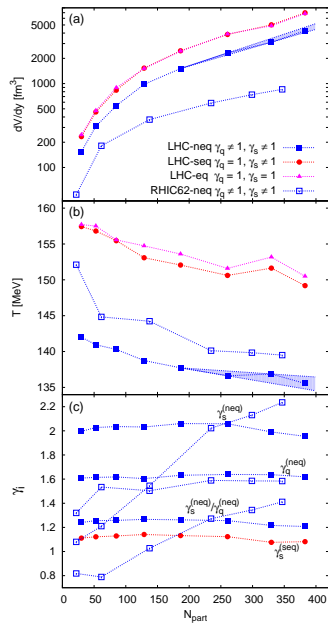 (a)
dV/dy [fm³]
5000
2000
1000
500
200
100
LHC-neq γq ≠ 1, γs ≠ 1
LHC-seq γq = 1, γs ≠ 1
LHC-eq γq = 1, γs = 1
RHIC62-neq γq ≠ 1, γs ≠ 1
(b)
T [MeV]
160
155
150
145
140
135
(c)
γi
2.2
2
1.8
1.6
1.4
1.2
1
0.8
γs(neq)
γq(neq)
γs(neq)/γq(neq)
γs(seq)
0 50 100 150 200 250 300 350 400
Npart